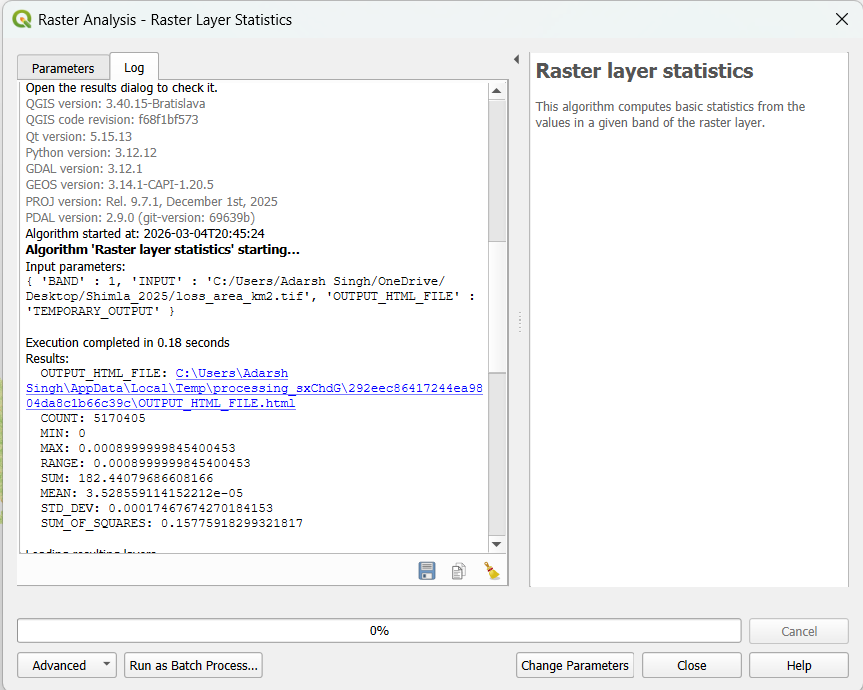 Raster Analysis - Raster Layer Statistics
Parameters
Log
Open the results dialog to check it.
QGIS version: 3.40.15-Bratislava
QGIS code revision: f68f1bf573
Qt version: 5.15.13
Python version: 3.12.12
GDAL version: 3.12.1
GEOS version: 3.14.1-CAPI-1.20.5
PROJ version: Rel. 9.7.1, December 1st, 2025
PDAL version: 2.9.0 (git-version: 69639b)
Algorithm started at: 2026-03-04T20:45:24
Algorithm 'Raster layer statistics' starting…
Input parameters:
{ 'BAND' : 1, 'INPUT' : 'C:/Users/Adarsh Singh/OneDrive/
Desktop/Shimla_2025/loss_area_km2.tif', 'OUTPUT_HTML_FILE' :
'TEMPORARY_OUTPUT' }
Execution completed in 0.18 seconds
Results:
OUTPUT_HTML_FILE: C:\Users\Adarsh
Singh\AppData\Local\Temp\processing_sxChdG\292eec86417244ea98
04da8c1b66c39c\OUTPUT_HTML_FILE.html
COUNT: 5170405
MIN: 0
MAX: 0.0008999999845400453
RANGE: 0.0008999999845400453
SUM: 182.44079686608166
MEAN: 3.528559114152212e-05
STD_DEV: 0.00017467674270184153
SUM_OF_SQUARES: 0.15775918299321817
Loading resulting layers
Raster layer statistics
This algorithm computes basic statistics from the
values in a given band of the raster layer.
0%
Cancel
Advanced
Run as Batch Process…
Change Parameters
Close
Help